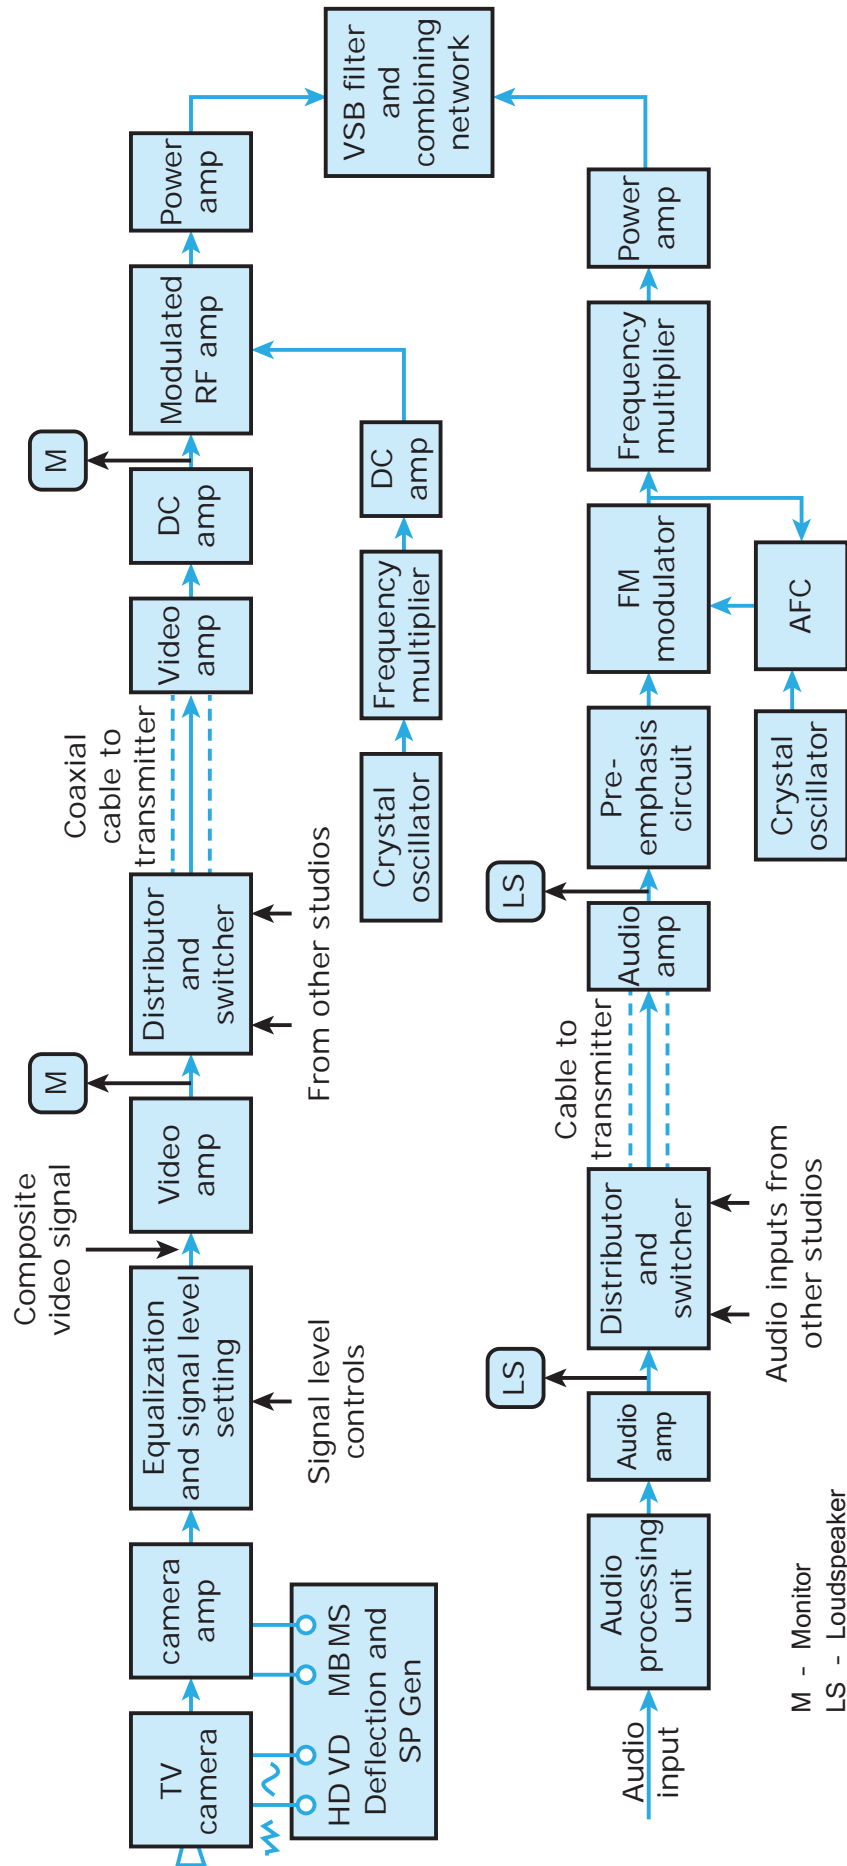 TV
camera
camera
amp
HD VD MB MS
Deflection and
SP Gen
Equalization
and signal level
setting
Signal level
controls
Composite
video signal
Video
amp
M
Distributor
and
switcher
From other studios
Coaxial
cable to
transmitter
Video
amp
DC
amp
M
Modulated
RF amp
Power
amp
Crystal
oscillator
Frequency
multiplier
DC
amp
VSB filter
and
combining
network
Audio
input
Audio
processing
unit
Audio
amp
LS
Distributor
and
switcher
Audio inputs from
other studios
Cable to
transmitter
Audio
amp
LS
Pre-
emphasis
circuit
FM
modulator
Frequency
multiplier
Power
amp
Crystal
oscillator
AFC
M - Monitor
LS - Loudspeaker